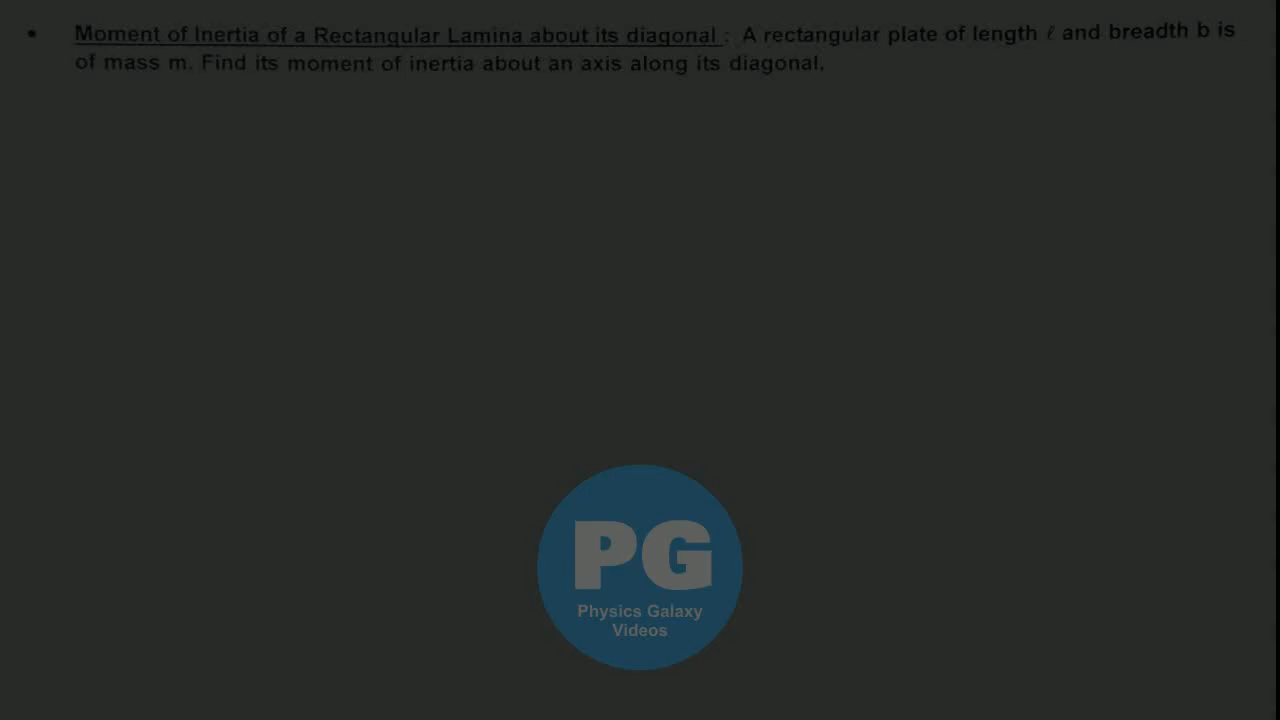 • Moment of Inertia of a Rectangular Lamina about its diagonal : A rectangular plate of length ℓ and breadth b is
of mass m. Find its moment of inertia about an axis along its diagonal.
PG
Physics Galaxy
Videos